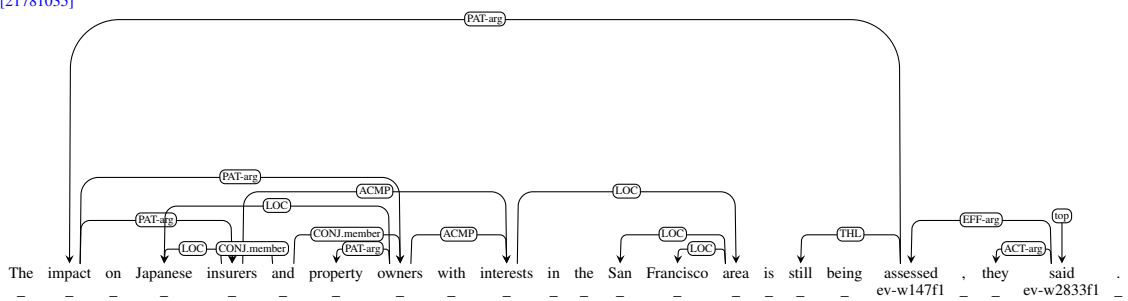 [21781035]
PAT-arg
PAT-arg
ACMP
LOC
LOC
PAT-arg
EFF-arg
top
CONJ.member
ACMP
LOC
THL
LOC
CONJ.member
PAT-arg
LOC
ACT-arg
The impact on Japanese insurers and property owners with interests in the San Francisco area is still being assessed , they said .
_ _ _ _ _ _ _ _ _ _ _ _ _ _ _ _ _ _ ev-w147f1 _ _ ev-w2833f1 _